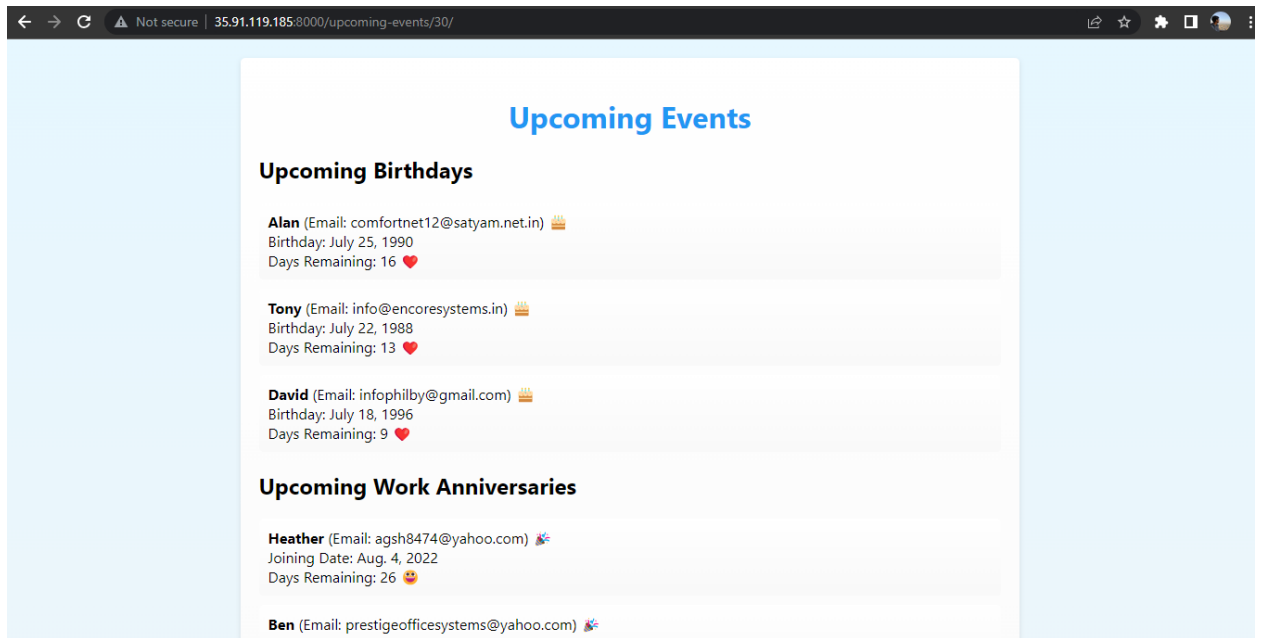 Not secure | 35.91.119.185:8000/upcoming-events/30/
Upcoming Events
Upcoming Birthdays
Alan (Email: comfortnet12@satyam.net.in) 🎂
Birthday: July 25, 1990
Days Remaining: 16 ❤️
Tony (Email: info@encoresystems.in) 🎂
Birthday: July 22, 1988
Days Remaining: 13 ❤️
David (Email: infophilby@gmail.com) 🎂
Birthday: July 18, 1996
Days Remaining: 9 ❤️
Upcoming Work Anniversaries
Heather (Email: agsh8474@yahoo.com) 🎉
Joining Date: Aug. 4, 2022
Days Remaining: 26 😀
Ben (Email: prestigeofficesystems@yahoo.com) 🎉